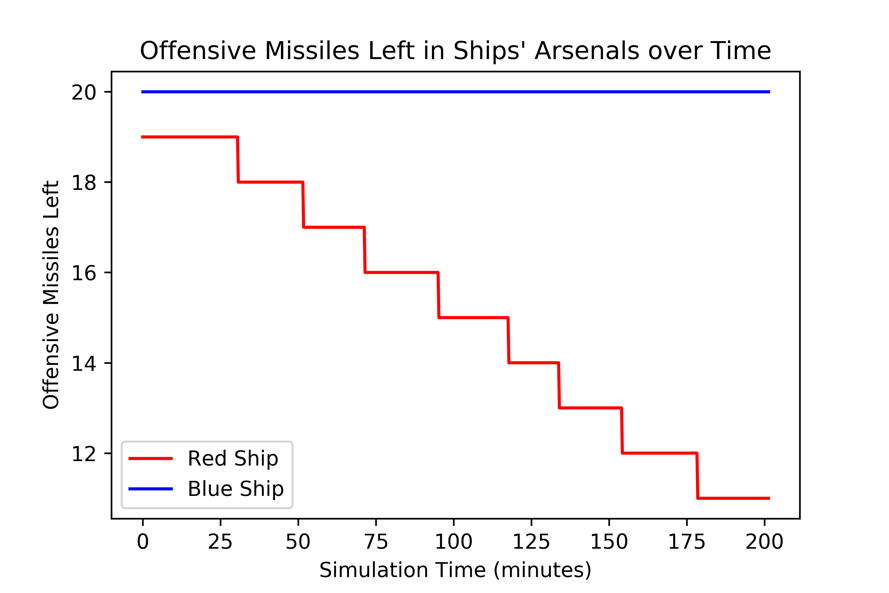 Offensive Missiles Left in Ships' Arsenals over Time
20
18
16
14
12
Offensive Missiles Left
Red Ship
Blue Ship
0 25 50 75 100 125 150 175 200
Simulation Time (minutes)